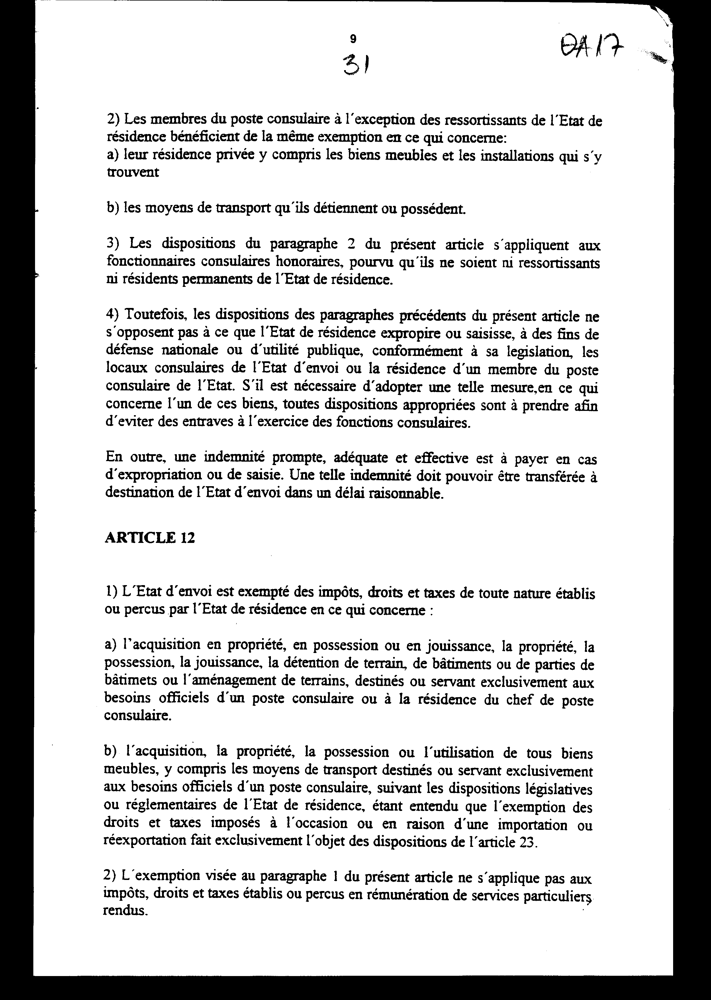 9
31
θA17
2) Les membres du poste consulaire à l´exception des ressortissants de l´Etat de
résidence bénéficient de la même exemption en ce qui concerne:
a) leur résidence privée y compris les biens meubles et les installations qui s´y
trouvent
b) les moyens de transport qu´ils détiennent ou possédent.
3) Les dispositions du paragraphe 2 du présent article s´appliquent aux
fonctionnaires consulaires honoraires, pourvu qu´ils ne soient ni ressortissants
ni résidents permanents de l´Etat de résidence.
4) Toutefois, les dispositions des paragraphes précédents du présent article ne
s´opposent pas à ce que l´Etat de résidence expropire ou saisisse, à des fins de
défense nationale ou d´utilité publique, conformément à sa legislation, les
locaux consulaires de l´Etat d´envoi ou la résidence d´un membre du poste
consulaire de l´Etat. S´il est nécessaire d´adopter une telle mesure,en ce qui
concerne l´un de ces biens, toutes dispositions appropriées sont à prendre afin
d´eviter des entraves à l´exercice des fonctions consulaires.
En outre, une indemnité prompte, adéquate et effective est à payer en cas
d´expropriation ou de saisie. Une telle indemnité doit pouvoir être transférée à
destination de l´Etat d´envoi dans un délai raisonnable.
ARTICLE 12
1) L´Etat d´envoi est exempté des impôts, droits et taxes de toute nature établis
ou percus par l´Etat de résidence en ce qui concerne :
a) l’acquisition en propriété, en possession ou en jouissance, la propriété, la
possession, la jouissance, la détention de terrain, de bâtiments ou de parties de
bâtimets ou l´aménagement de terrains, destinés ou servant exclusivement aux
besoins officiels d´un poste consulaire ou à la résidence du chef de poste
consulaire.
b) l´acquisition, la propriété, la possession ou l´utilisation de tous biens
meubles, y compris les moyens de transport destinés ou servant exclusivement
aux besoins officiels d´un poste consulaire, suivant les dispositions législatives
ou réglementaires de l´Etat de résidence, étant entendu que l´exemption des
droits et taxes imposés à l´occasion ou en raison d´une importation ou
réexportation fait exclusivement l´objet des dispositions de l´article 23.
2) L´exemption visée au paragraphe 1 du présent article ne s´applique pas aux
impôts, droits et taxes établis ou percus en rémunération de services particuliers
rendus.